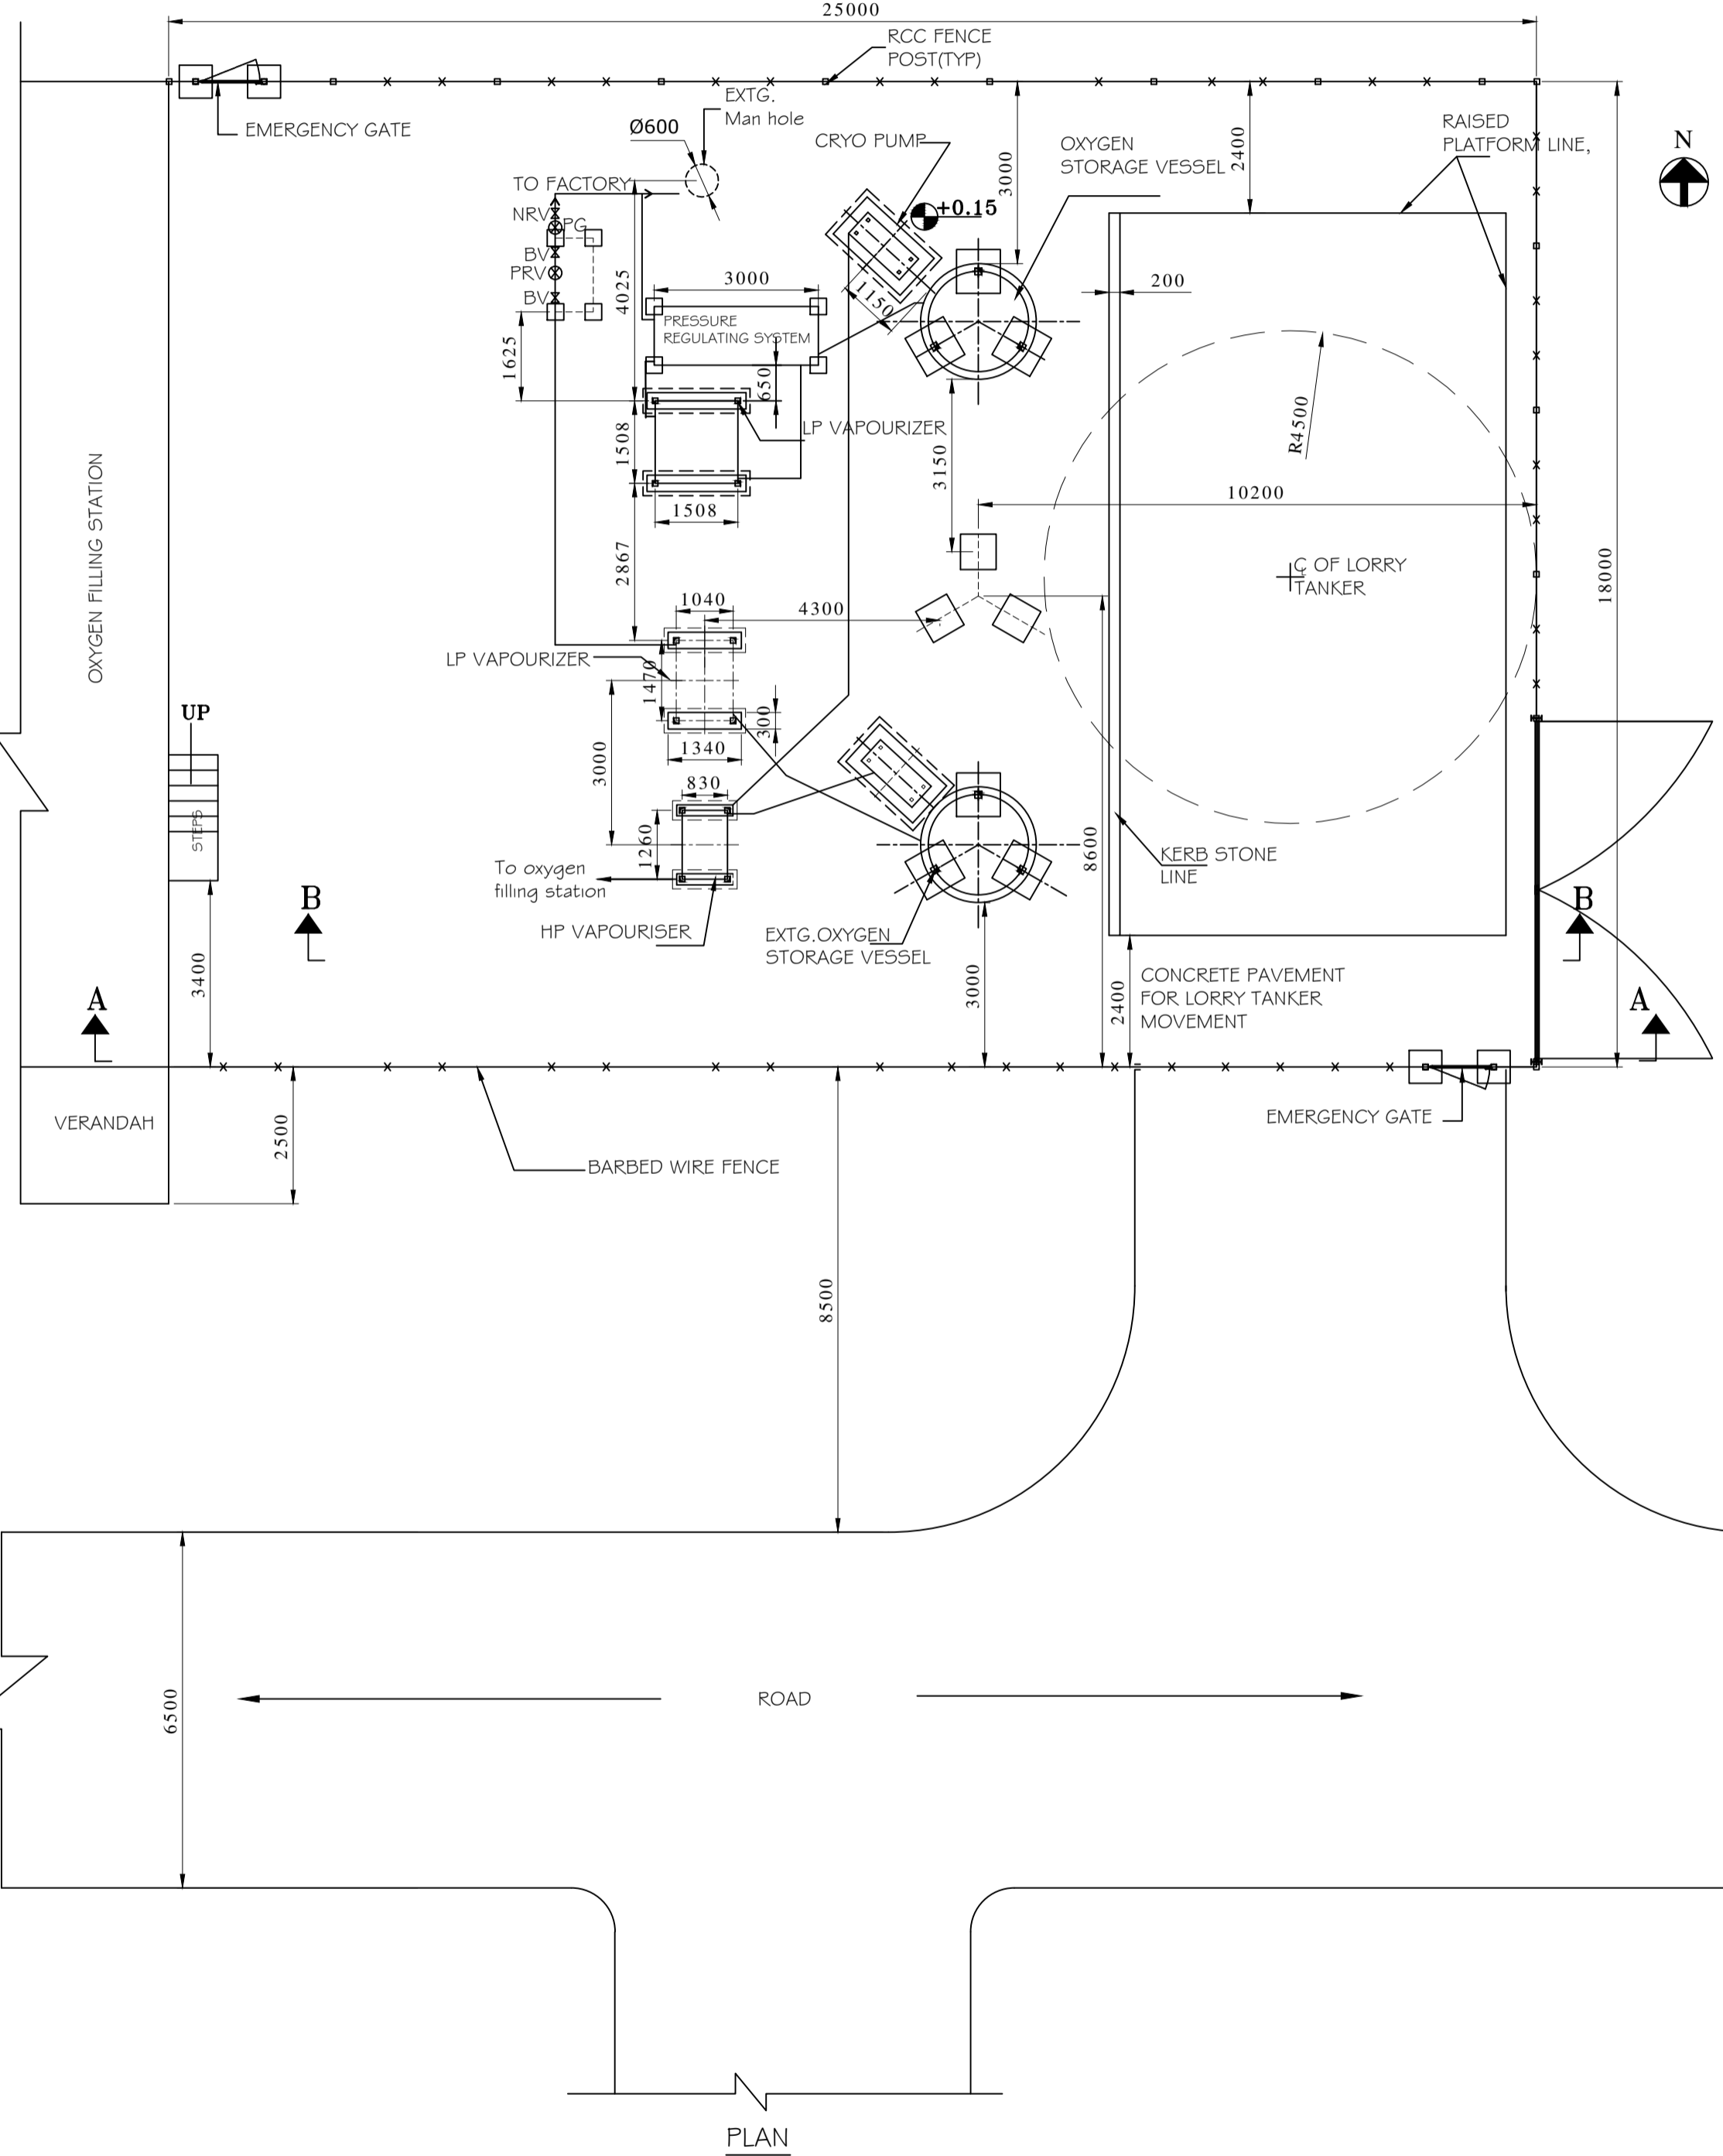 25000
RCC FENCE
POST(TYP)
EXTG.
Man hole
EMERGENCY GATE
Ø600
CRYO PUMP
OXYGEN
STORAGE VESSEL
RAISED
PLATFORM LINE,
N
3000
2400
TO FACTORY
NRV
PG
BV
PRV
BV
+0.15
4025
3000
1150
200
PRESSURE
REGULATING SYSTEM
1625
650
LP VAPOURIZER
R4500
1508
1508
3150
10200
OXYGEN FILLING STATION
2867
C OF LORRY
TANKER
18000
1040
4300
LP VAPOURIZER
1470
300
UP
3000
1340
830
STEPS
1260
8600
KERB STONE
LINE
To oxygen
filling station
HP VAPOURISER
EXTG.OXYGEN
STORAGE VESSEL
B
B
3400
3000
2400
CONCRETE PAVEMENT
FOR LORRY TANKER
MOVEMENT
A
A
VERANDAH
2500
EMERGENCY GATE
BARBED WIRE FENCE
8500
6500
ROAD
PLAN